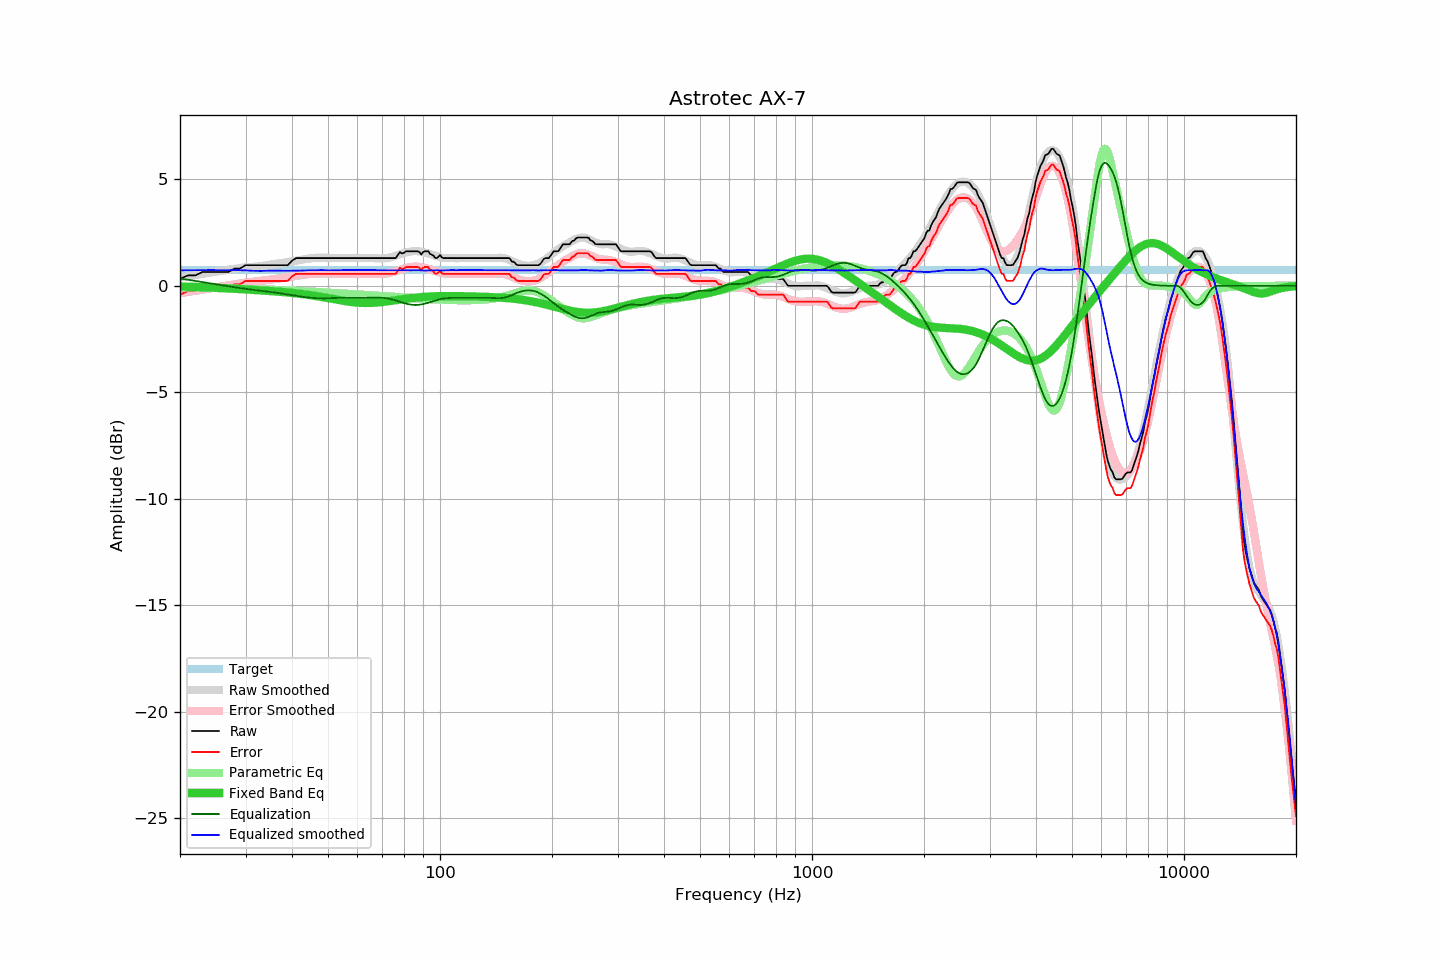 Astrotec AX-7
Amplitude (dBr)
5
0
−5
−10
−15
−20
−25
Target
Raw Smoothed
Error Smoothed
Raw
Error
Parametric Eq
Fixed Band Eq
Equalization
Equalized smoothed
100 1000 10000
Frequency (Hz)